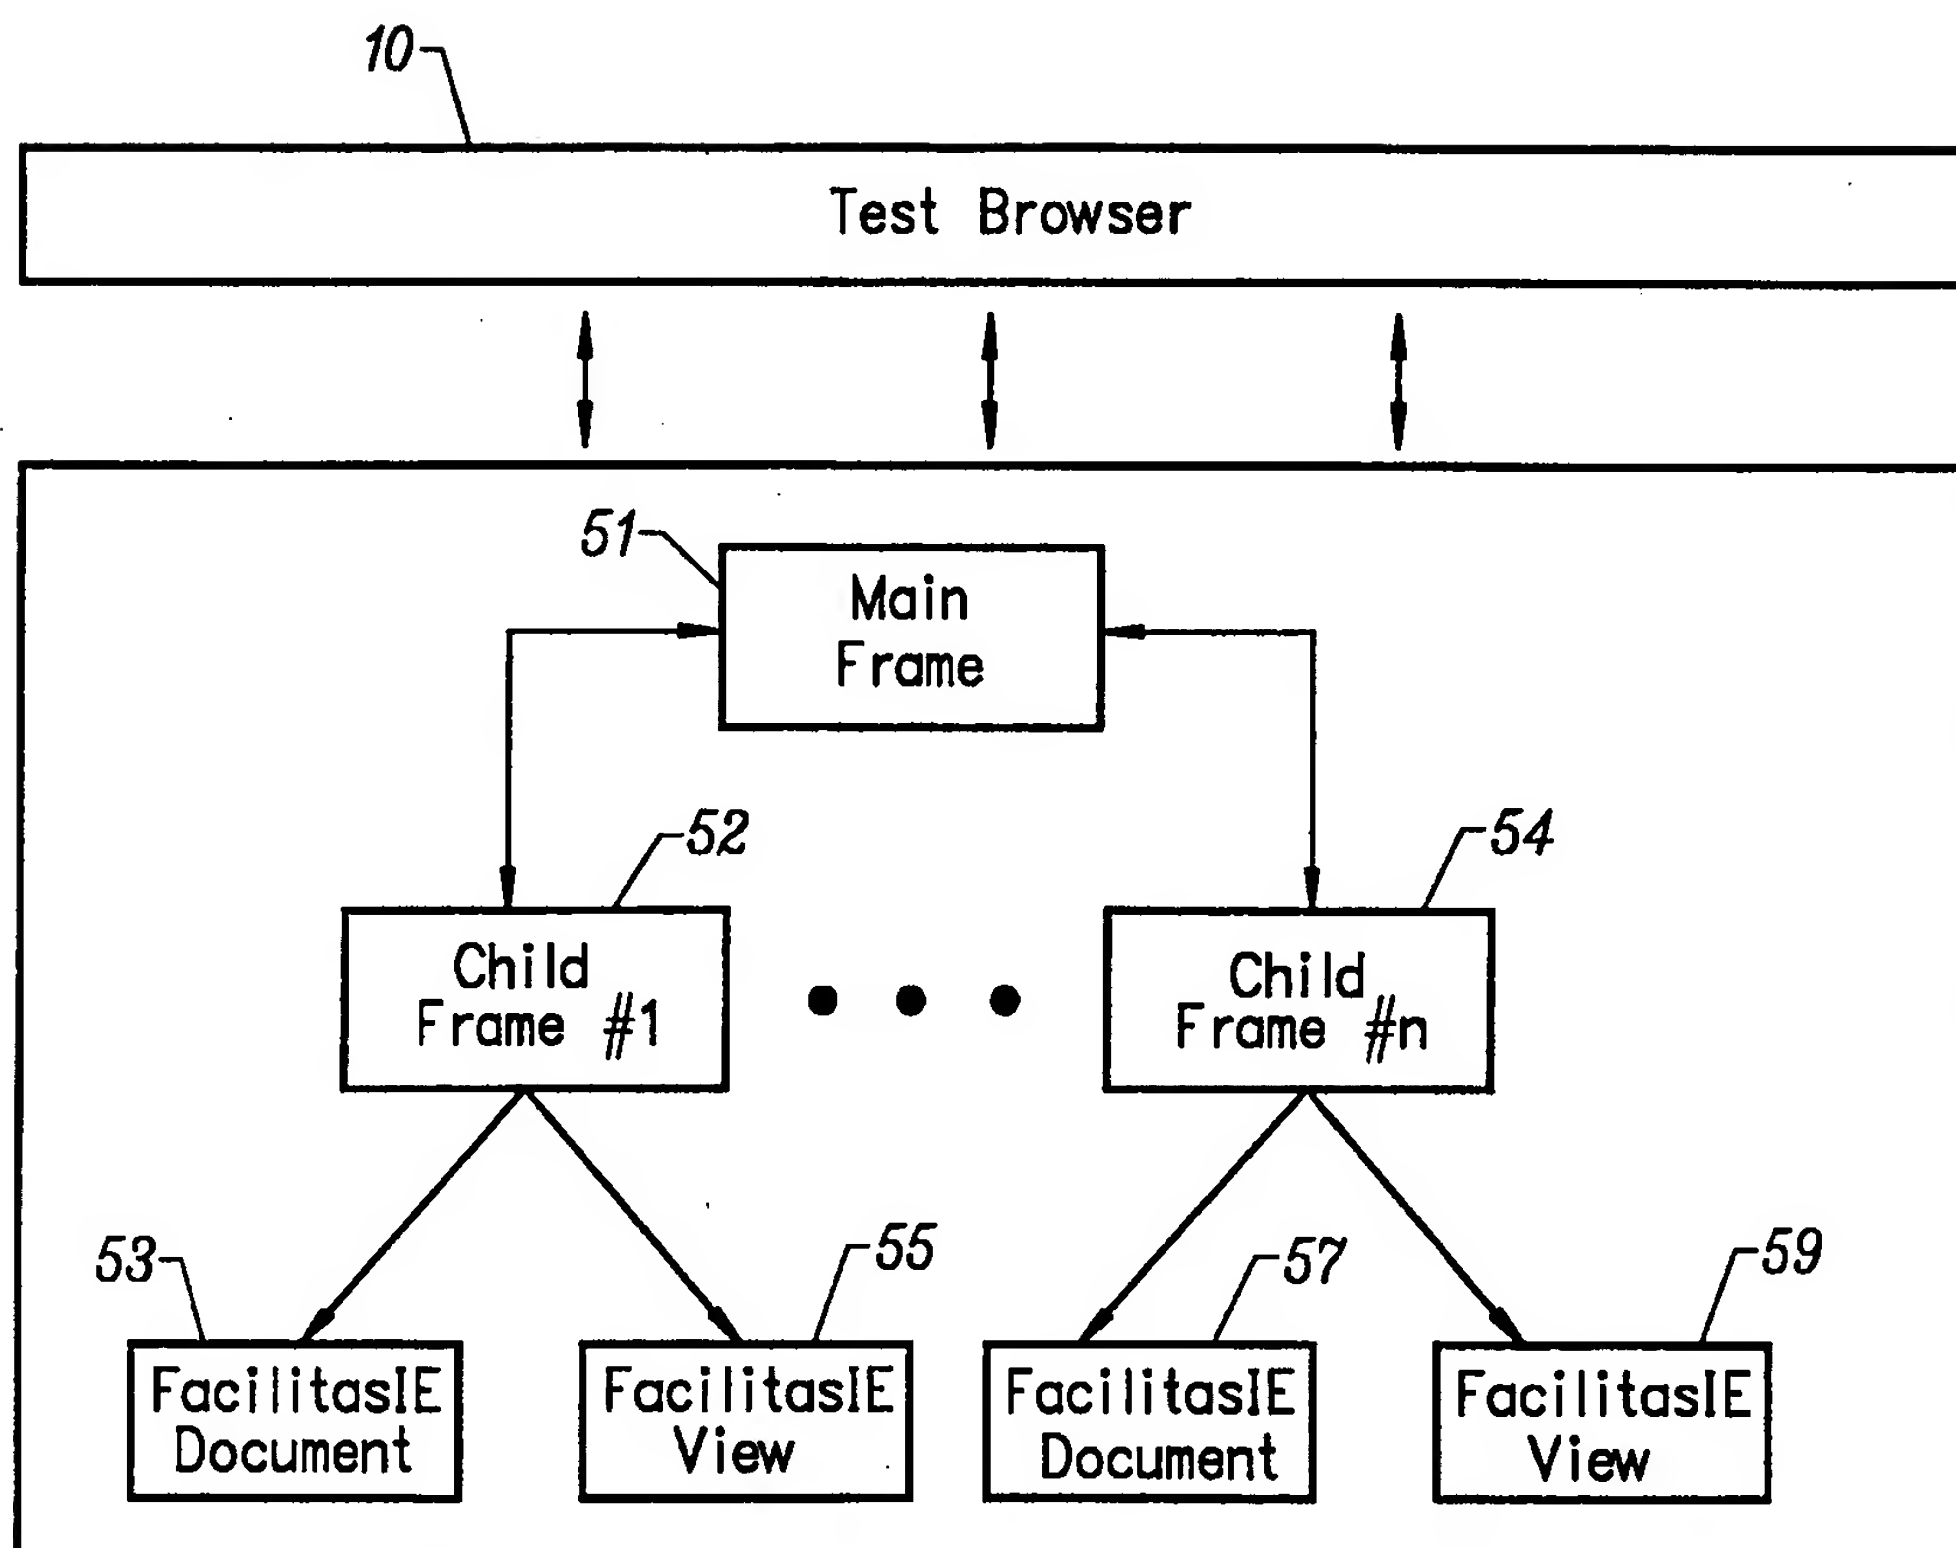 10
Test Browser
51
Main
Frame
52
54
Child
Frame #1
Child
Frame #n
53
55
57
59
FacilitasIE
Document
FacilitasIE
View
FacilitasIE
Document
FacilitasIE
View